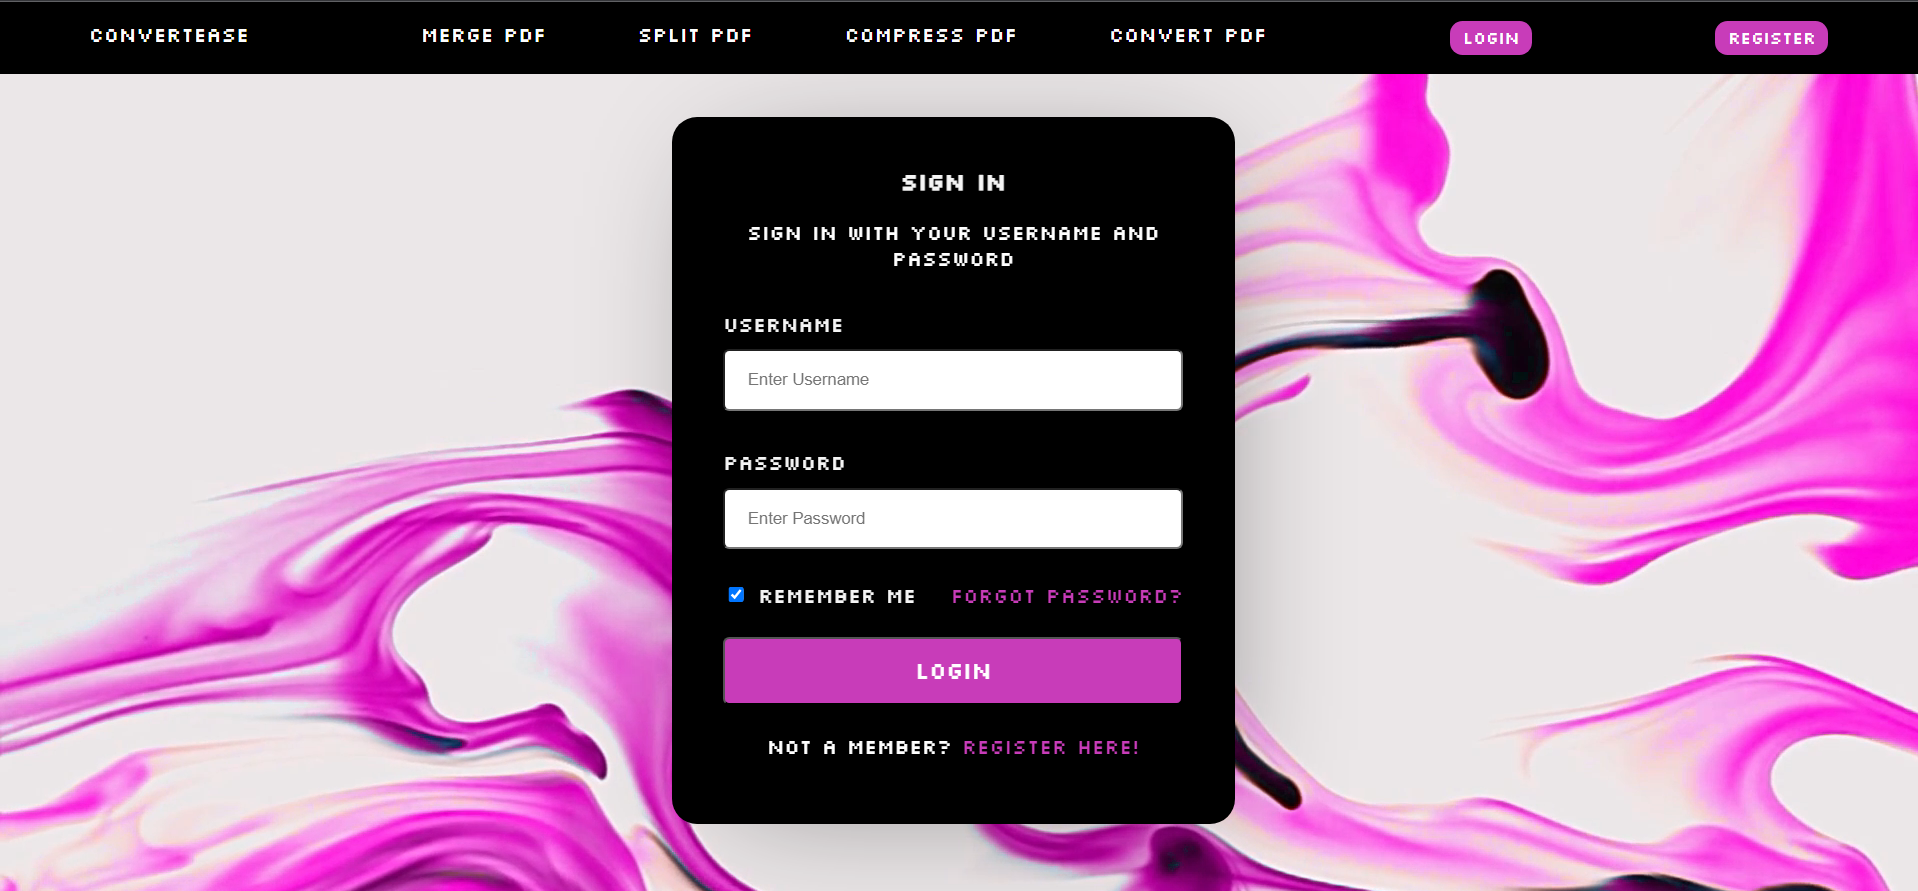 CONVERTEASE MERGE PDF SPLIT PDF COMPRESS PDF CONVERT PDF LOGIN REGISTER
SIGN IN
SIGN IN WITH YOUR USERNAME AND
PASSWORD
USERNAME
Enter Username
PASSWORD
Enter Password
REMEMBER ME FORGOT PASSWORD?
LOGIN
NOT A MEMBER? REGISTER HERE!